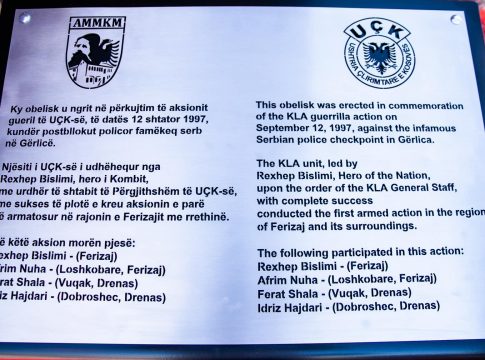 AMMKM
Ky obelisk u ngrit në përkujtim të aksionit
gueril të UÇK-së, të datës 12 shtator 1997,
kundër postbllokut policor famëkeq serb
në Gërlicë.
Njësiti i UÇK-së i udhëhequr nga
Rexhep Bislimi, hero i Kombit,
me urdhër të shtabit të Përgjithshëm të UÇK-së,
me sukses të plotë e kreu aksionin e parë
të armatosur në rajonin e Ferizajit me rrethinë.
ë këtë aksion morën pjesë:
exhep Bislimi - (Ferizaj)
frim Nuha - (Loshkobare, Ferizaj)
erat Shala - (Vuqak, Drenas)
driz Hajdari - (Dobroshec, Drenas)
UÇK
USHTRIA ÇLIRIMTARE E KOSOVËS
This obelisk was erected in commemoration
of the KLA guerrilla action on
September 12, 1997, against the infamous
Serbian police checkpoint in Gërlica.
The KLA unit, led by
Rexhep Bislimi, Hero of the Nation,
upon the order of the KLA General Staff,
with complete success
conducted the first armed action in the region
of Ferizaj and its surroundings.
The following participated in this action:
Rexhep Bislimi - (Ferizaj)
Afrim Nuha - (Loshkobare, Ferizaj)
Ferat Shala - (Vuqak, Drenas)
Idriz Hajdari - (Dobroshec, Drenas)